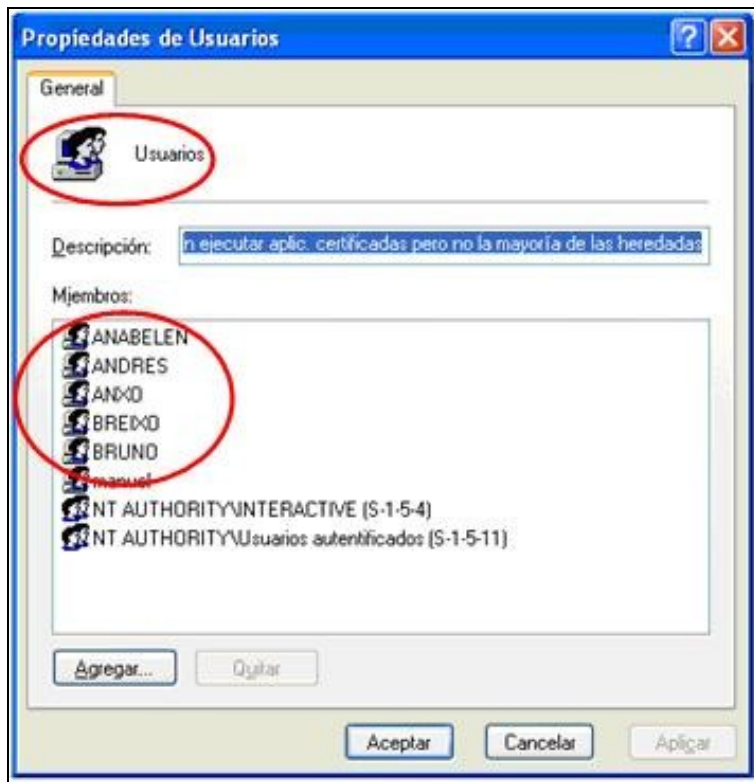 Propiedades de Usuarios
General
Usuarios
Descripción: n ejecutar aplic. certificadas pero no la mayoría de las heredadas
Miembros:
ANABELEN
ANDRES
ANXO
BREIXO
BRUNO
manuel
NT AUTHORITY\INTERACTIVE (S-1-5-4)
NT AUTHORITY\Usuarios autentificados (S-1-5-11)
Agregar... Quitar
Aceptar Cancelar Aplicar